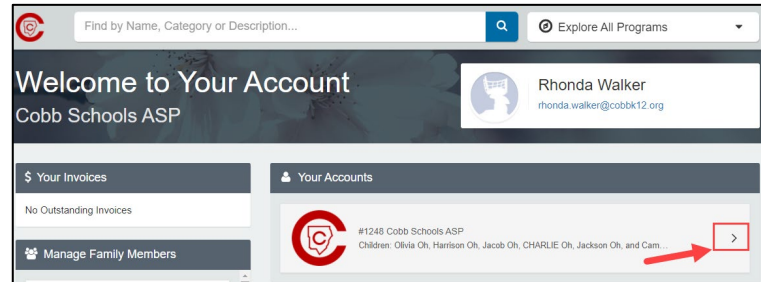 C
Find by Name, Category or Description...
Explore All Programs
Welcome to Your Account
Cobb Schools ASP
Rhonda Walker
rhonda.walker@cobbk12.org
$ Your Invoices
No Outstanding Invoices
Manage Family Members
Your Accounts
C
#1248 Cobb Schools ASP
Children: Olivia Oh, Harrison Oh, Jacob Oh, CHARLIE Oh, Jackson Oh, and Cam...